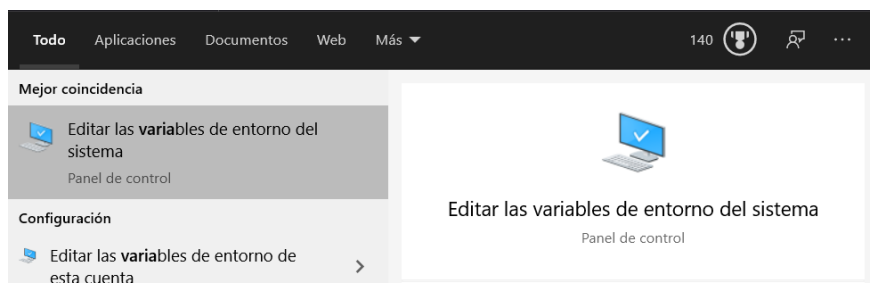 Todo Aplicaciones Documentos Web Más 140 ...
Mejor coincidencia
Editar las variables de entorno del
sistema
Panel de control
Configuración
Editar las variables de entorno de
esta cuenta
Editar las variables de entorno del sistema
Panel de control